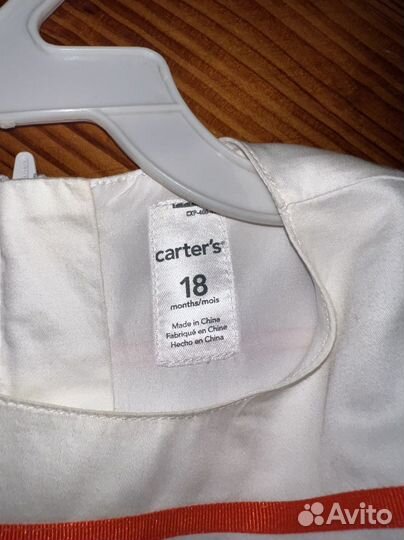 carter's®
18
months/mois
Made in China
Fabriqué en Chine
Hecho en China
Avito